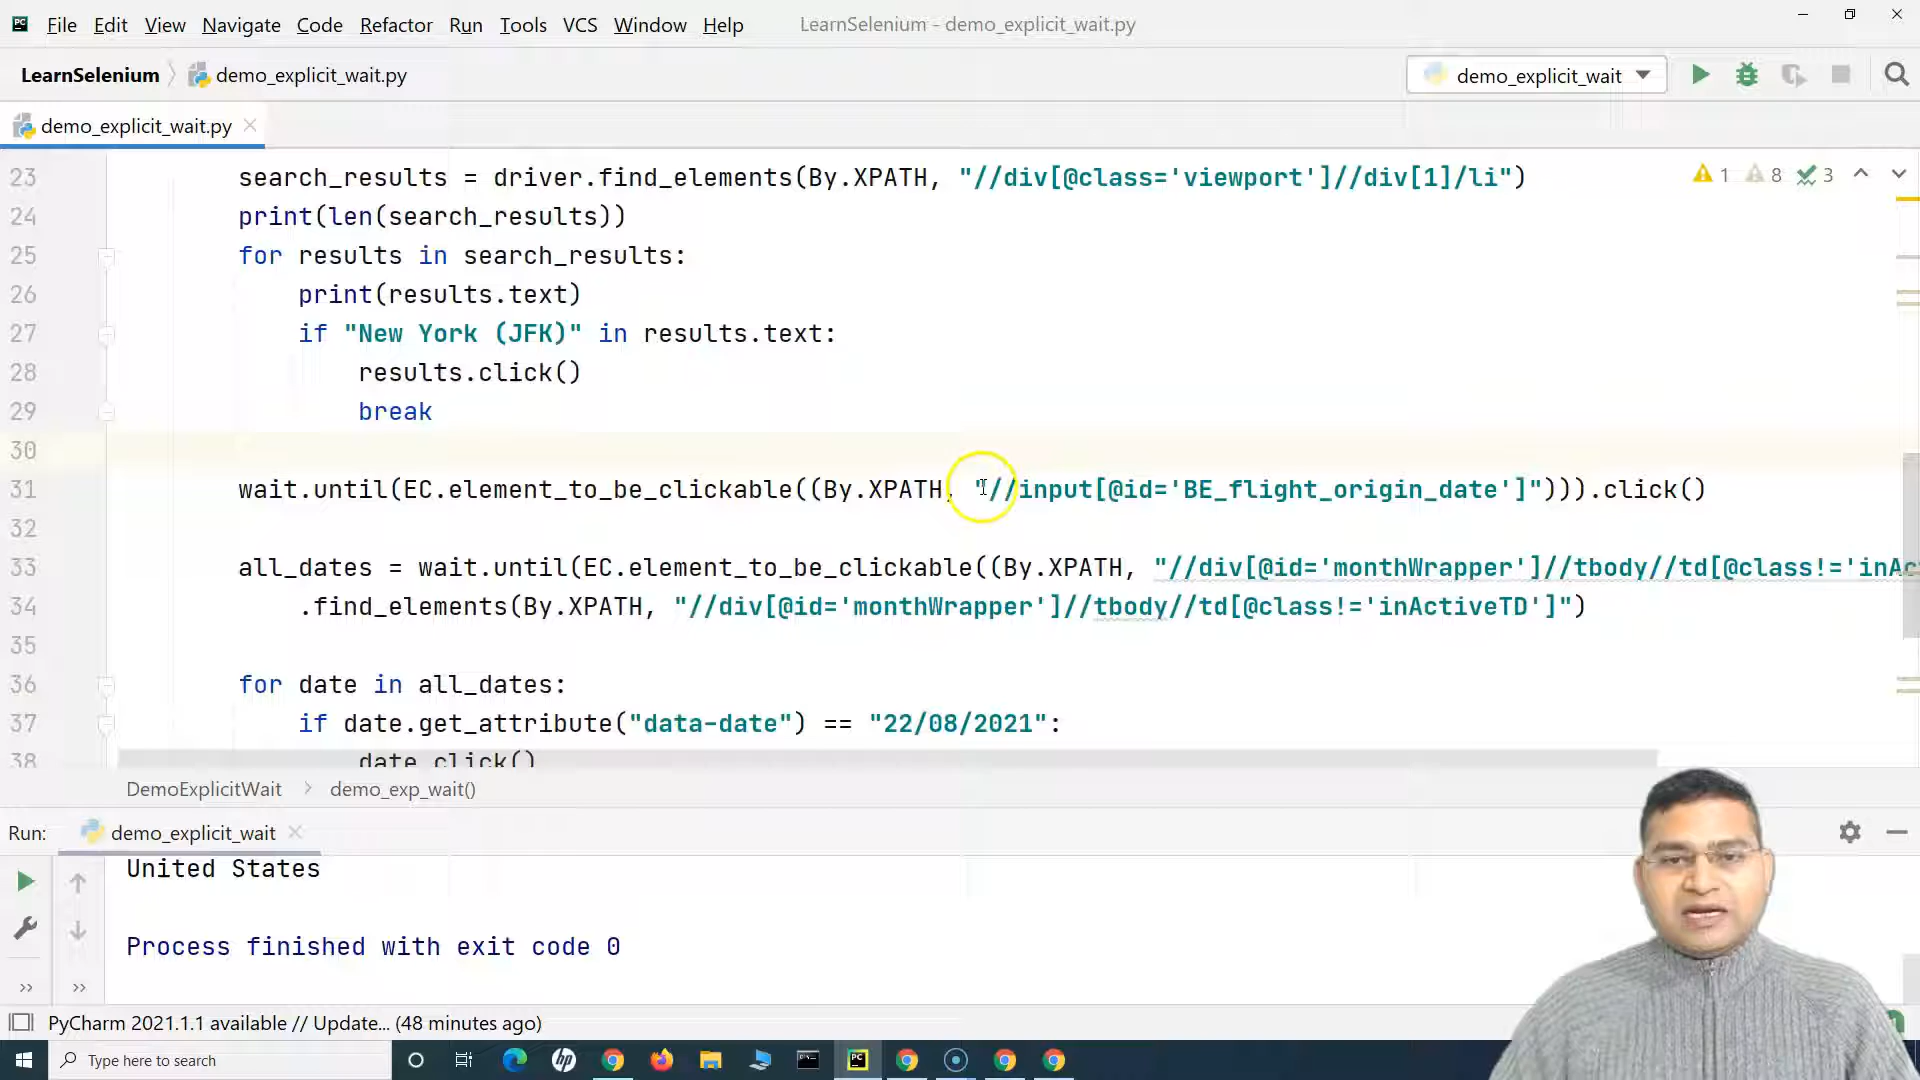 File Edit View Navigate Code Refactor Run Tools VCS Window Help LearnSelenium - demo_explicit_wait.py
LearnSelenium demo_explicit_wait.py demo_explicit_wait
demo_explicit_wait.py
23 search_results = driver.find_elements(By.XPATH, "//div[@class='viewport']//div[1]/li") 1 8 3
24 print(len(search_results))
25 for results in search_results:
26 print(results.text)
27 if "New York (JFK)" in results.text:
28 results.click()
29 break
30
31 wait.until(EC.element_to_be_clickable((By.XPATH, "//input[@id='BE_flight_origin_date']"))).click()
32
33 all_dates = wait.until(EC.element_to_be_clickable((By.XPATH, "//div[@id='monthWrapper']//tbody//td[@class!='inAc
34 .find_elements(By.XPATH, "//div[@id='monthWrapper']//tbody//td[@class!='inActiveTD']")
35
36 for date in all_dates:
37 if date.get_attribute("data-date") == "22/08/2021":
38 date.click()
DemoExplicitWait demo_exp_wait()
Run: demo_explicit_wait
United States
Process finished with exit code 0
PyCharm 2021.1.1 available // Update... (48 minutes ago)
Type here to search